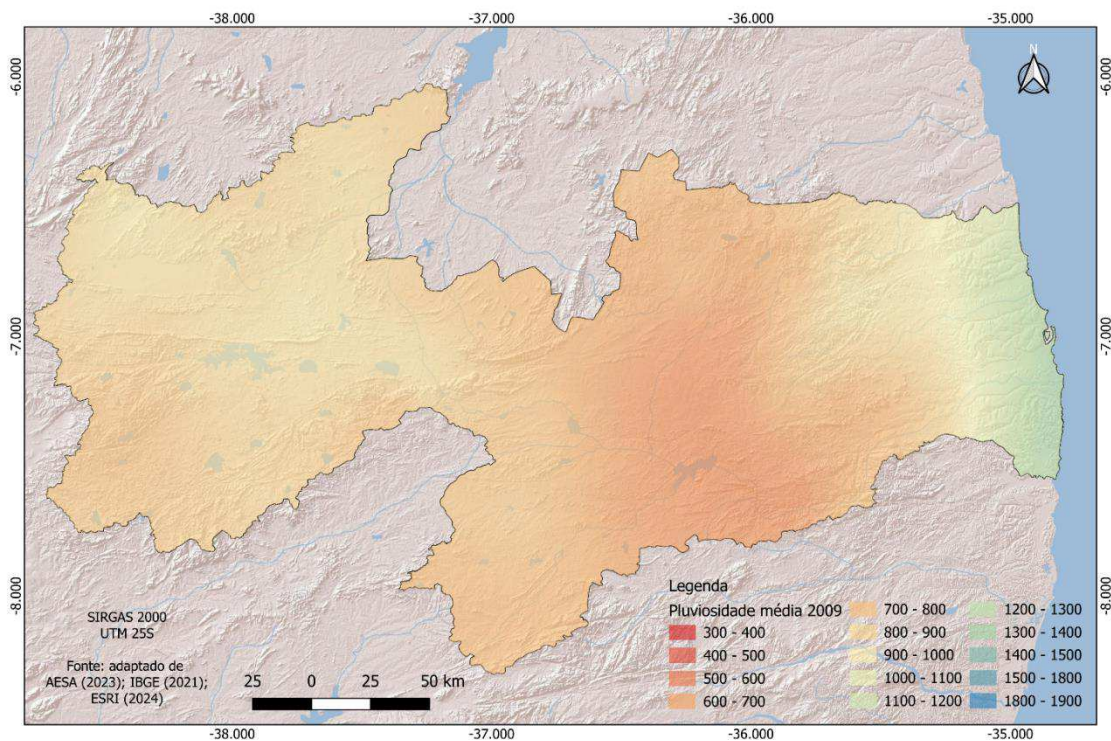 -38.000 -37.000 -36.000 -35.000
N
-6.000 -6.000
-7.000 -7.000
-8.000 -8.000
SIRGAS 2000
UTM 25S
Fonte: adaptado de
AESA (2023); IBGE (2021);
ESRI (2024)
25 0 25 50 km
Legenda
Pluviosidade média 2009
300 - 400
400 - 500
500 - 600
600 - 700
700 - 800
800 - 900
900 - 1000
1000 - 1100
1100 - 1200
1200 - 1300
1300 - 1400
1400 - 1500
1500 - 1800
1800 - 1900
-38.000 -37.000 -36.000 -35.000